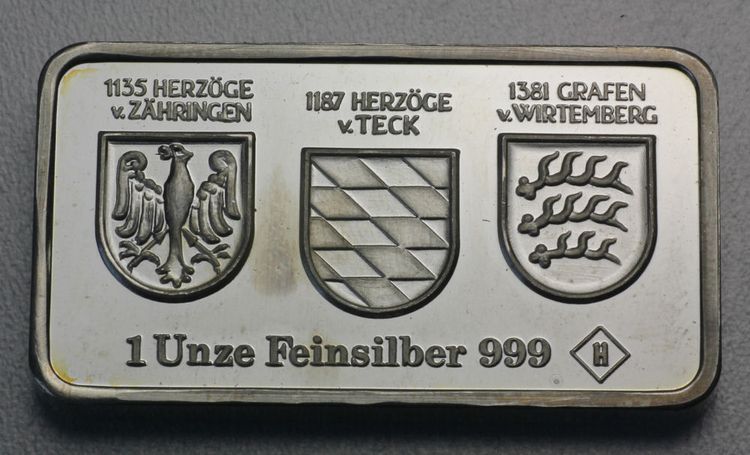 1135 HERZÖGE
v. ZÄHRINGEN
1187 HERZÖGE
v. TECK
1381 GRAFEN
v. WIRTEMBERG
1 Unze Feinsilber 999
H